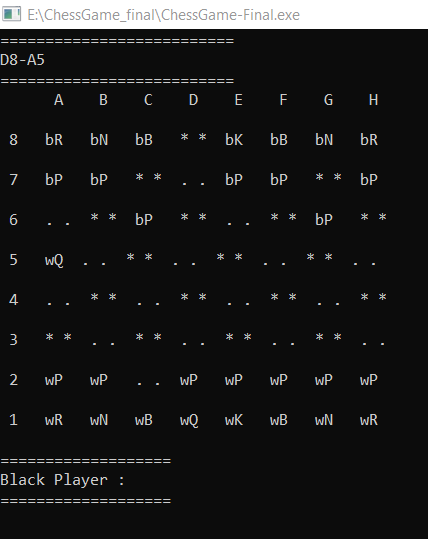 E:\ChessGame_final\ChessGame-Final.exe
==========================
D8-A5
==========================
A B C D E F G H
8 bR bN bB * * bK bB bN bR
7 bP bP * * . . bP bP * * bP
6 . . * * bP * * . . * * bP * *
5 wQ . . * * . . * * . . * * . .
4 . . * * . . * * . . * * . . * *
3 * * . . * * . . * * . . * * . .
2 wP wP . . wP wP wP wP wP
1 wR wN wB wQ wK wB wN wR
===================
Black Player :
===================